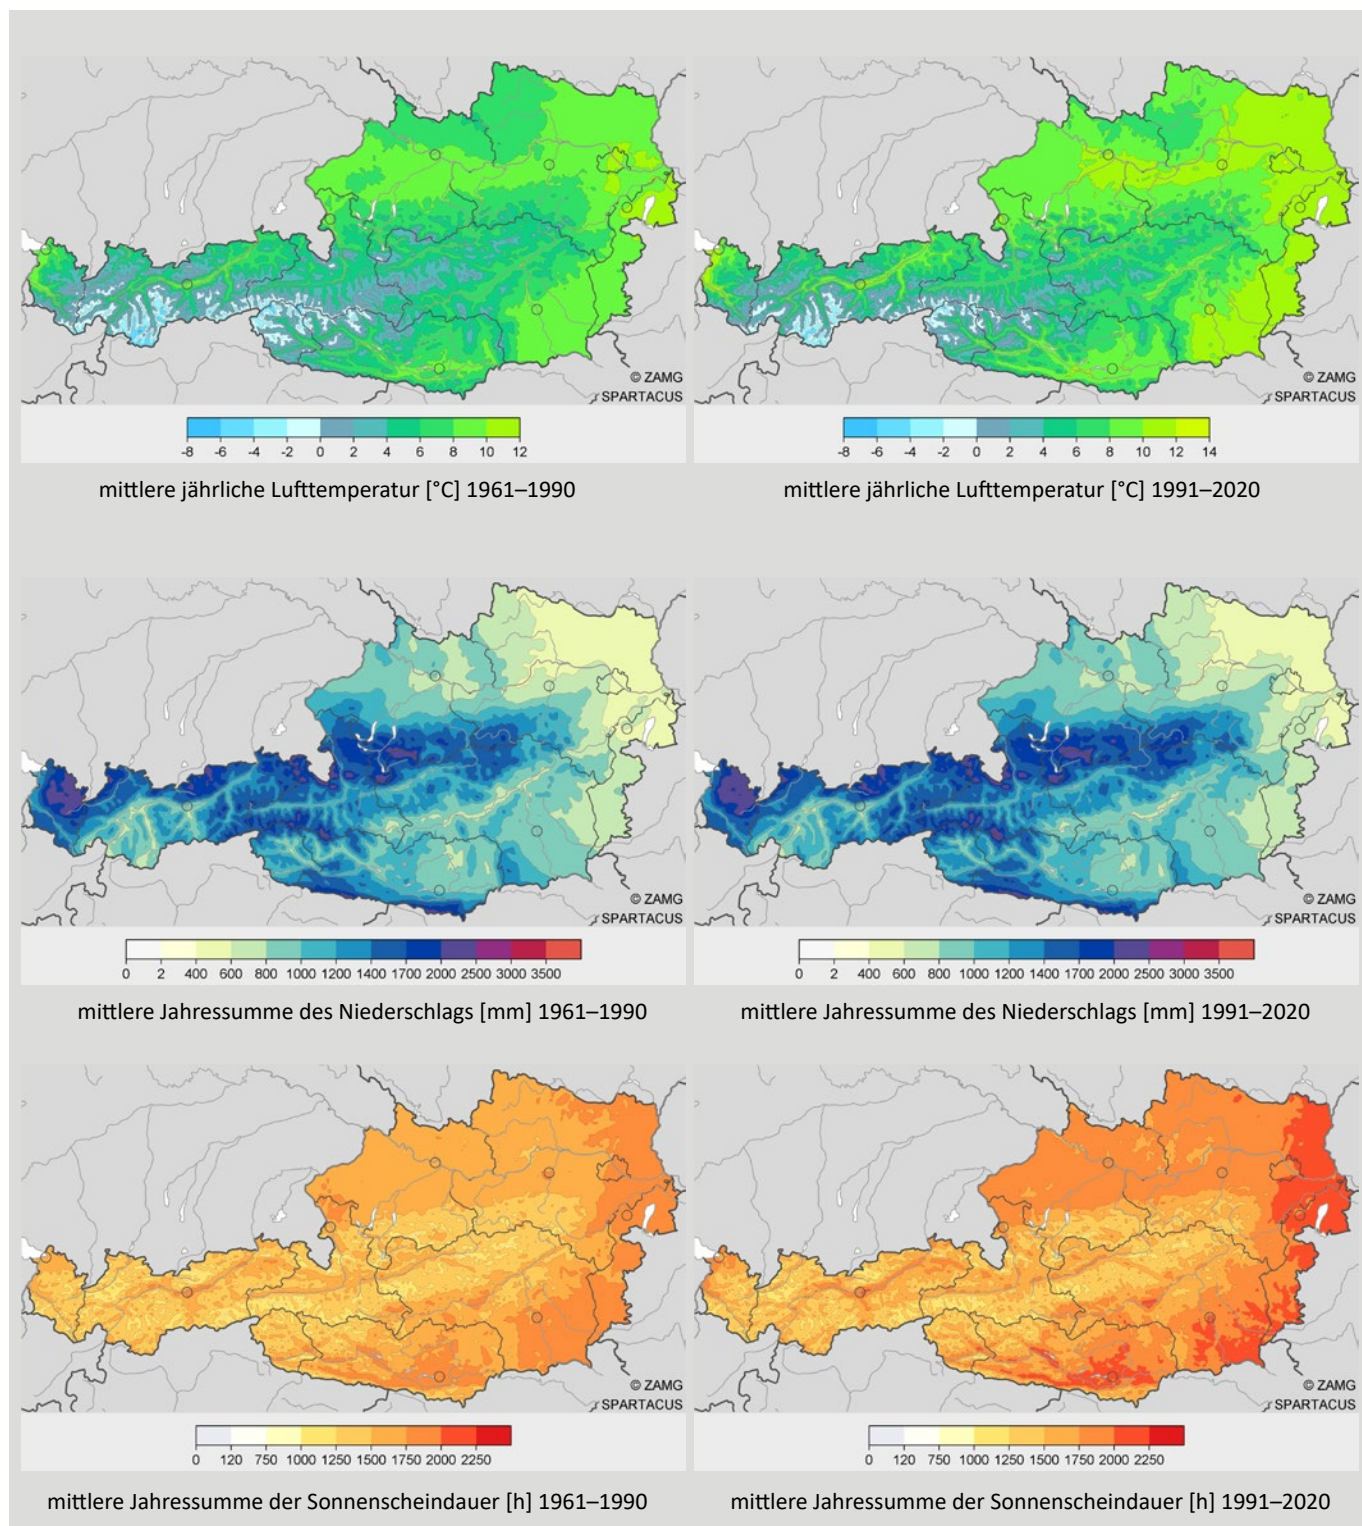 © ZAMG
SPARTACUS
-8 -6 -4 -2 0 2 4 6 8 10 12
mittlere jährliche Lufttemperatur [°C] 1961–1990
© ZAMG
SPARTACUS
-8 -6 -4 -2 0 2 4 6 8 10 12 14
mittlere jährliche Lufttemperatur [°C] 1991–2020
© ZAMG
SPARTACUS
0 2 400 600 800 1000 1200 1400 1700 2000 2500 3000 3500
mittlere Jahressumme des Niederschlags [mm] 1961–1990
© ZAMG
SPARTACUS
0 2 400 600 800 1000 1200 1400 1700 2000 2500 3000 3500
mittlere Jahressumme des Niederschlags [mm] 1991–2020
© ZAMG
SPARTACUS
0 120 750 1000 1250 1500 1750 2000 2250
mittlere Jahressumme der Sonnenscheindauer [h] 1961–1990
© ZAMG
SPARTACUS
0 120 750 1000 1250 1500 1750 2000 2250
mittlere Jahressumme der Sonnenscheindauer [h] 1991–2020